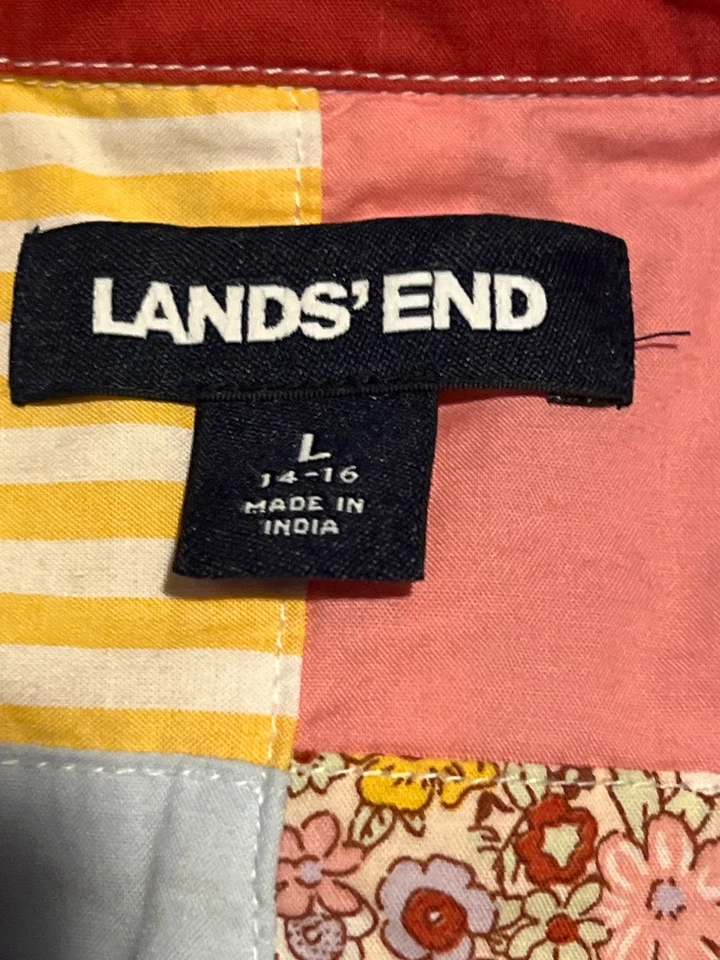 LANDS' END
L
14-16
MADE IN
INDIA